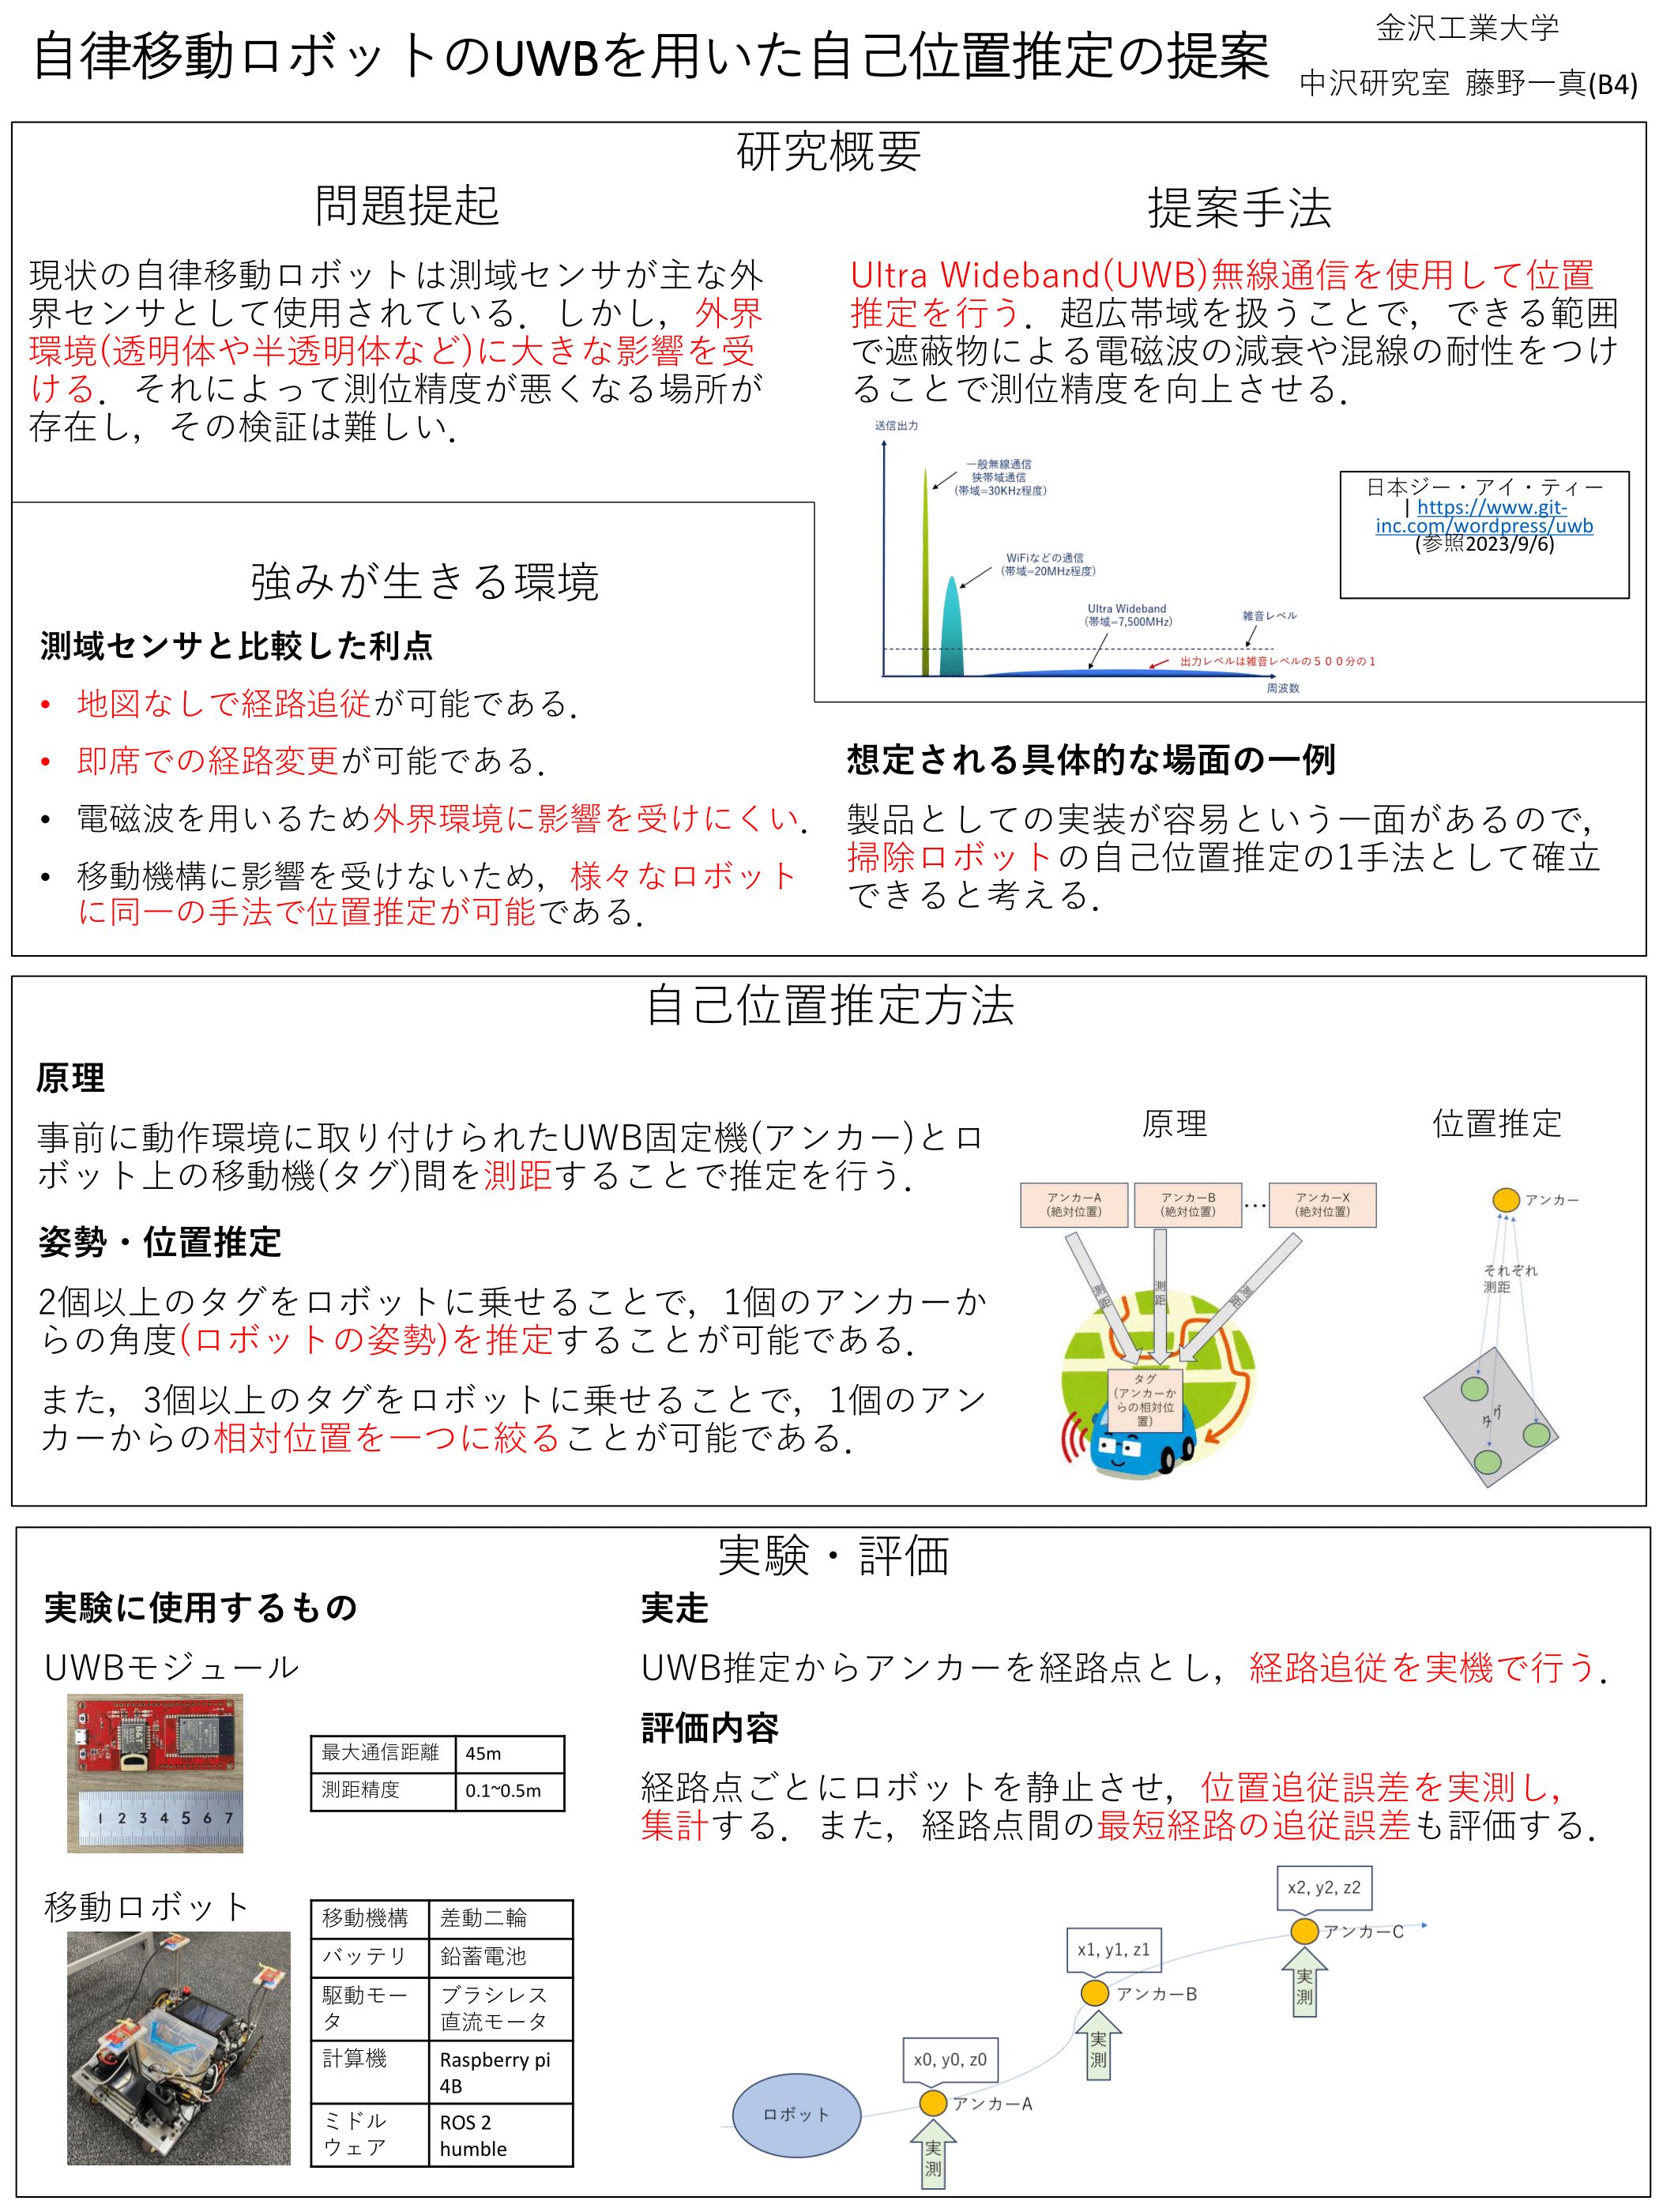 自律移動ロボットのUWBを用いた自己位置推定の提案
金沢工業大学
中沢研究室 藤野一真(B4)
研究概要
問題提起
現状の自律移動ロボットは測域センサが主な外
界センサとして使用されている．しかし，外界
環境(透明体や半透明体など)に大きな影響を受
ける．それによって測位精度が悪くなる場所が
存在し，その検証は難しい．
提案手法
Ultra Wideband(UWB)無線通信を使用して位置
推定を行う．超広帯域を扱うことで，できる範囲
で遮蔽物による電磁波の減衰や混線の耐性をつけ
ることで測位精度を向上させる．
送信出力
一般無線通信
狭帯域通信
(帯域=30KHz程度)
WiFiなどの通信
(帯域=20MHz程度)
Ultra Wideband
(帯域=7,500MHz)
雑音レベル
出力レベルは雑音レベルの５００分の１
周波数
日本ジー・アイ・ティー
| https://www.git-
inc.com/wordpress/uwb
(参照2023/9/6)
強みが生きる環境
測域センサと比較した利点
• 地図なしで経路追従が可能である．
• 即席での経路変更が可能である．
• 電磁波を用いるため外界環境に影響を受けにくい．
• 移動機構に影響を受けないため，様々なロボット
に同一の手法で位置推定が可能である．
想定される具体的な場面の一例
製品としての実装が容易という一面があるので，
掃除ロボットの自己位置推定の1手法として確立
できると考える．
自己位置推定方法
原理
事前に動作環境に取り付けられたUWB固定機(アンカー)とロ
ボット上の移動機(タグ)間を測距することで推定を行う．
姿勢・位置推定
2個以上のタグをロボットに乗せることで，1個のアンカーか
らの角度(ロボットの姿勢)を推定することが可能である．
また，3個以上のタグをロボットに乗せることで，1個のアン
カーからの相対位置を一つに絞ることが可能である．
原理
アンカーA
(絶対位置)
アンカーB
(絶対位置)
…
アンカーX
(絶対位置)
測距
測距
測距
タグ
(アンカーか
らの相対位
置)
位置推定
アンカー
それぞれ
測距
タグ
実験・評価
実験に使用するもの
UWBモジュール
1 2 3 4 5 6 7
最大通信距離 45m
測距精度 0.1~0.5m
移動ロボット
移動機構 差動二輪
バッテリ 鉛蓄電池
駆動モー
タ
ブラシレス
直流モータ
計算機
Raspberry pi
4B
ミドル
ウェア
ROS 2
humble
実走
UWB推定からアンカーを経路点とし，経路追従を実機で行う．
評価内容
経路点ごとにロボットを静止させ，位置追従誤差を実測し，
集計する．また，経路点間の最短経路の追従誤差も評価する．
ロボット
x0, y0, z0
アンカーA
実測
x1, y1, z1
アンカーB
実測
x2, y2, z2
アンカーC
実測